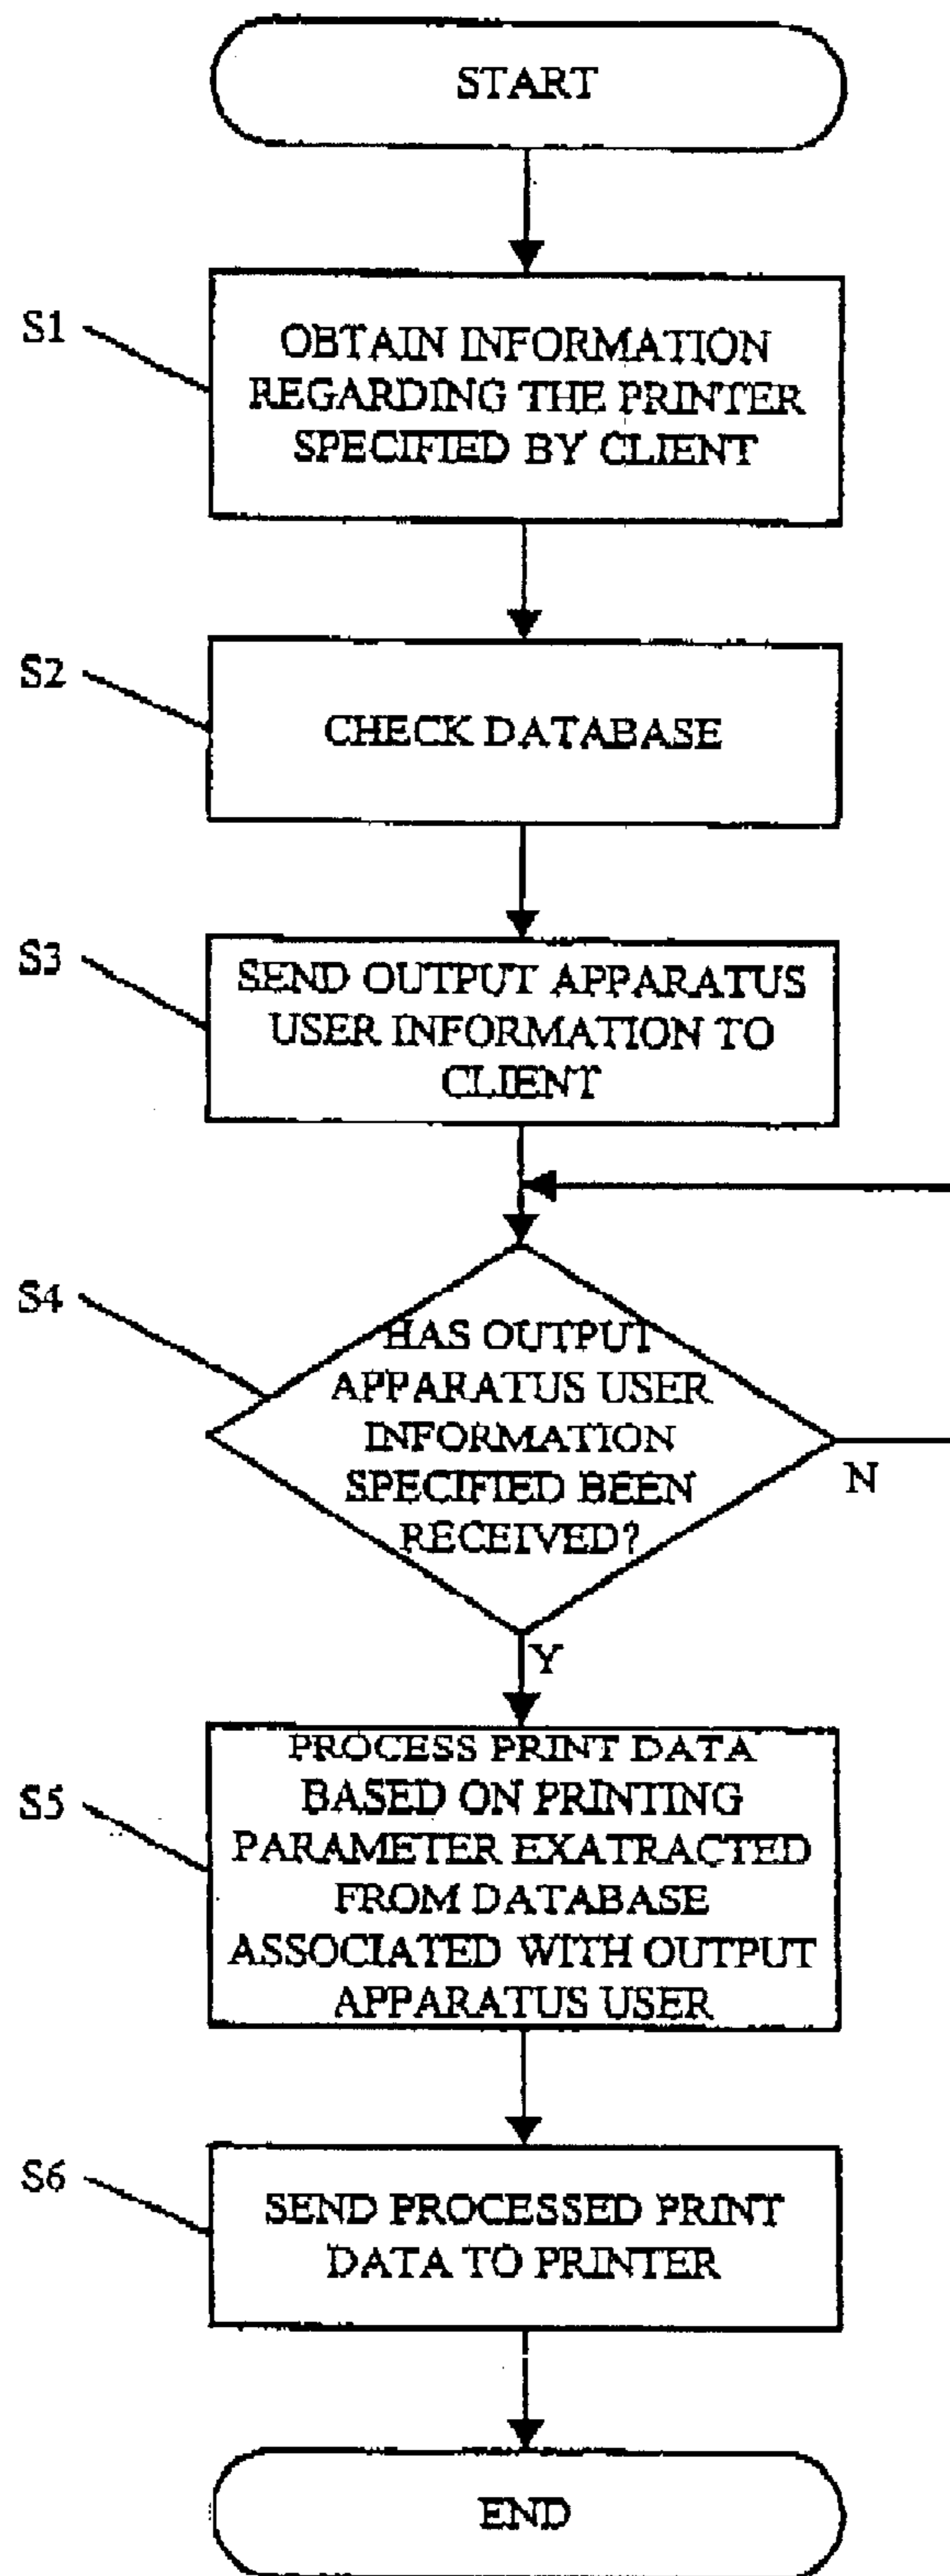 START
S1
OBTAIN INFORMATION
REGARDING THE PRINTER
SPECIFIED BY CLIENT
S2
CHECK DATABASE
S3
SEND OUTPUT APPARATUS
USER INFORMATION TO
CLIENT
S4
HAS OUTPUT
APPARATUS USER
INFORMATION
SPECIFIED BEEN
RECEIVED?
N
Y
S5
PROCESS PRINT DATA
BASED ON PRINTING
PARAMETER EXATRACTED
FROM DATABASE
ASSOCIATED WITH OUTPUT
APPARATUS USER
S6
SEND PROCESSED PRINT
DATA TO PRINTER
END